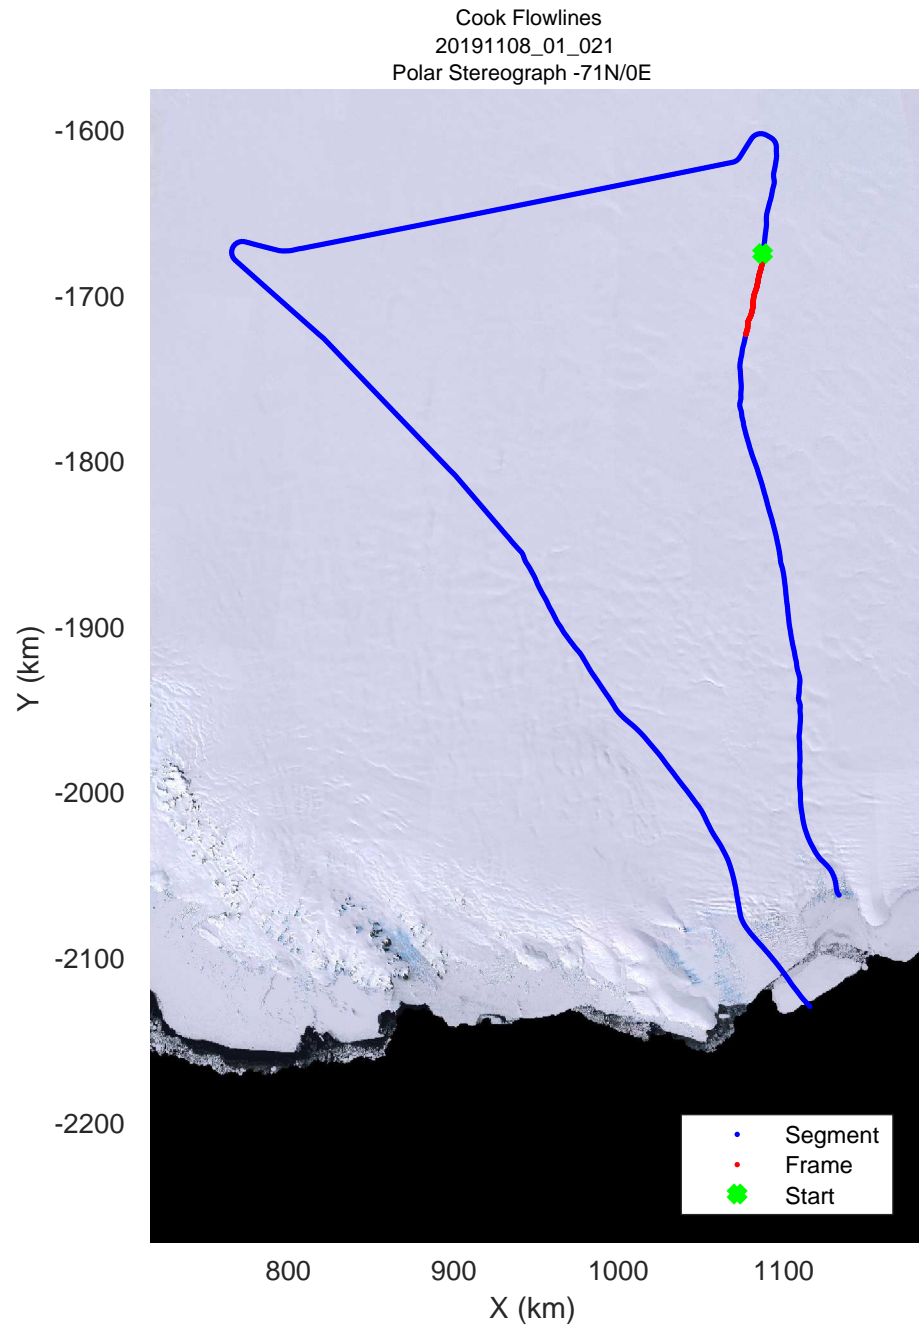 Cook Flowlines
20191108_01_021
Polar Stereograph -71N/0E
-1600
-1700
-1800
-1900
-2000
-2100
-2200
Y (km)
Segment
Frame
Start
800
900
1000
1100
X (km)